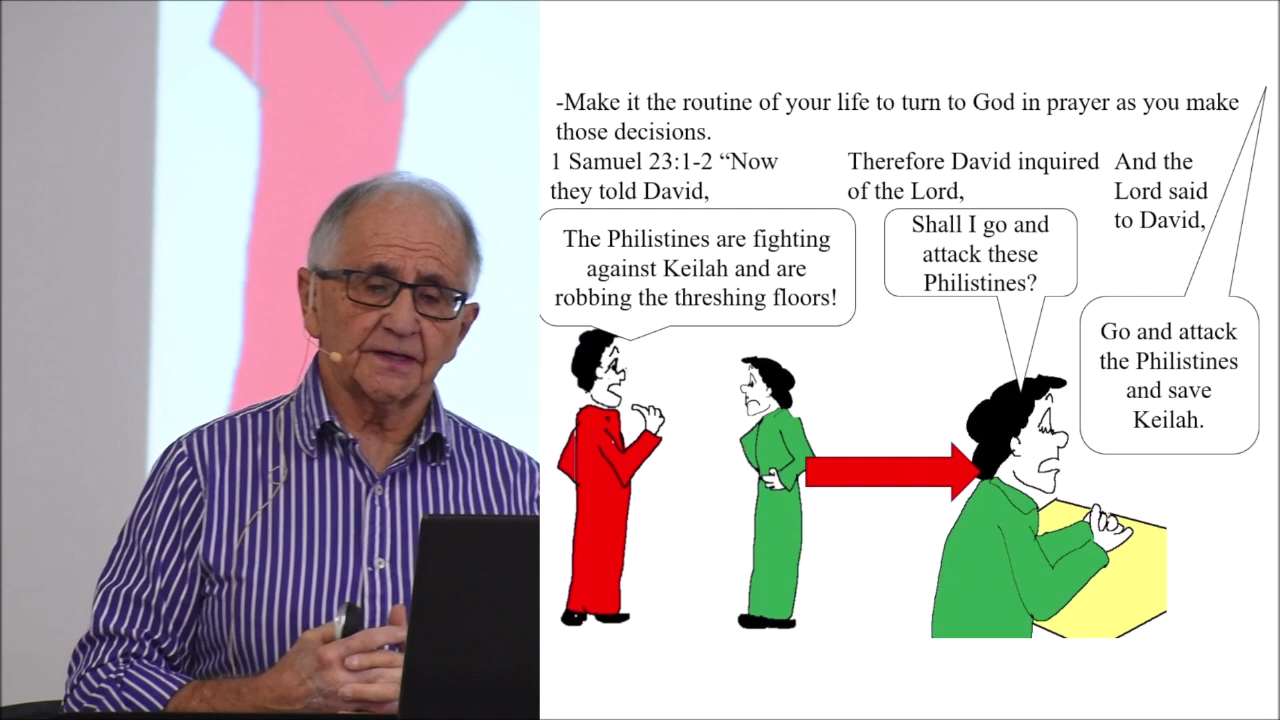 -Make it the routine of your life to turn to God in prayer as you make
those decisions.
1 Samuel 23:1-2 “Now
they told David,
The Philistines are fighting
against Keilah and are
robbing the threshing floors!
Therefore David inquired
of the Lord,
Shall I go and
attack these
Philistines?
And the
Lord said
to David,
Go and attack
the Philistines
and save
Keilah.